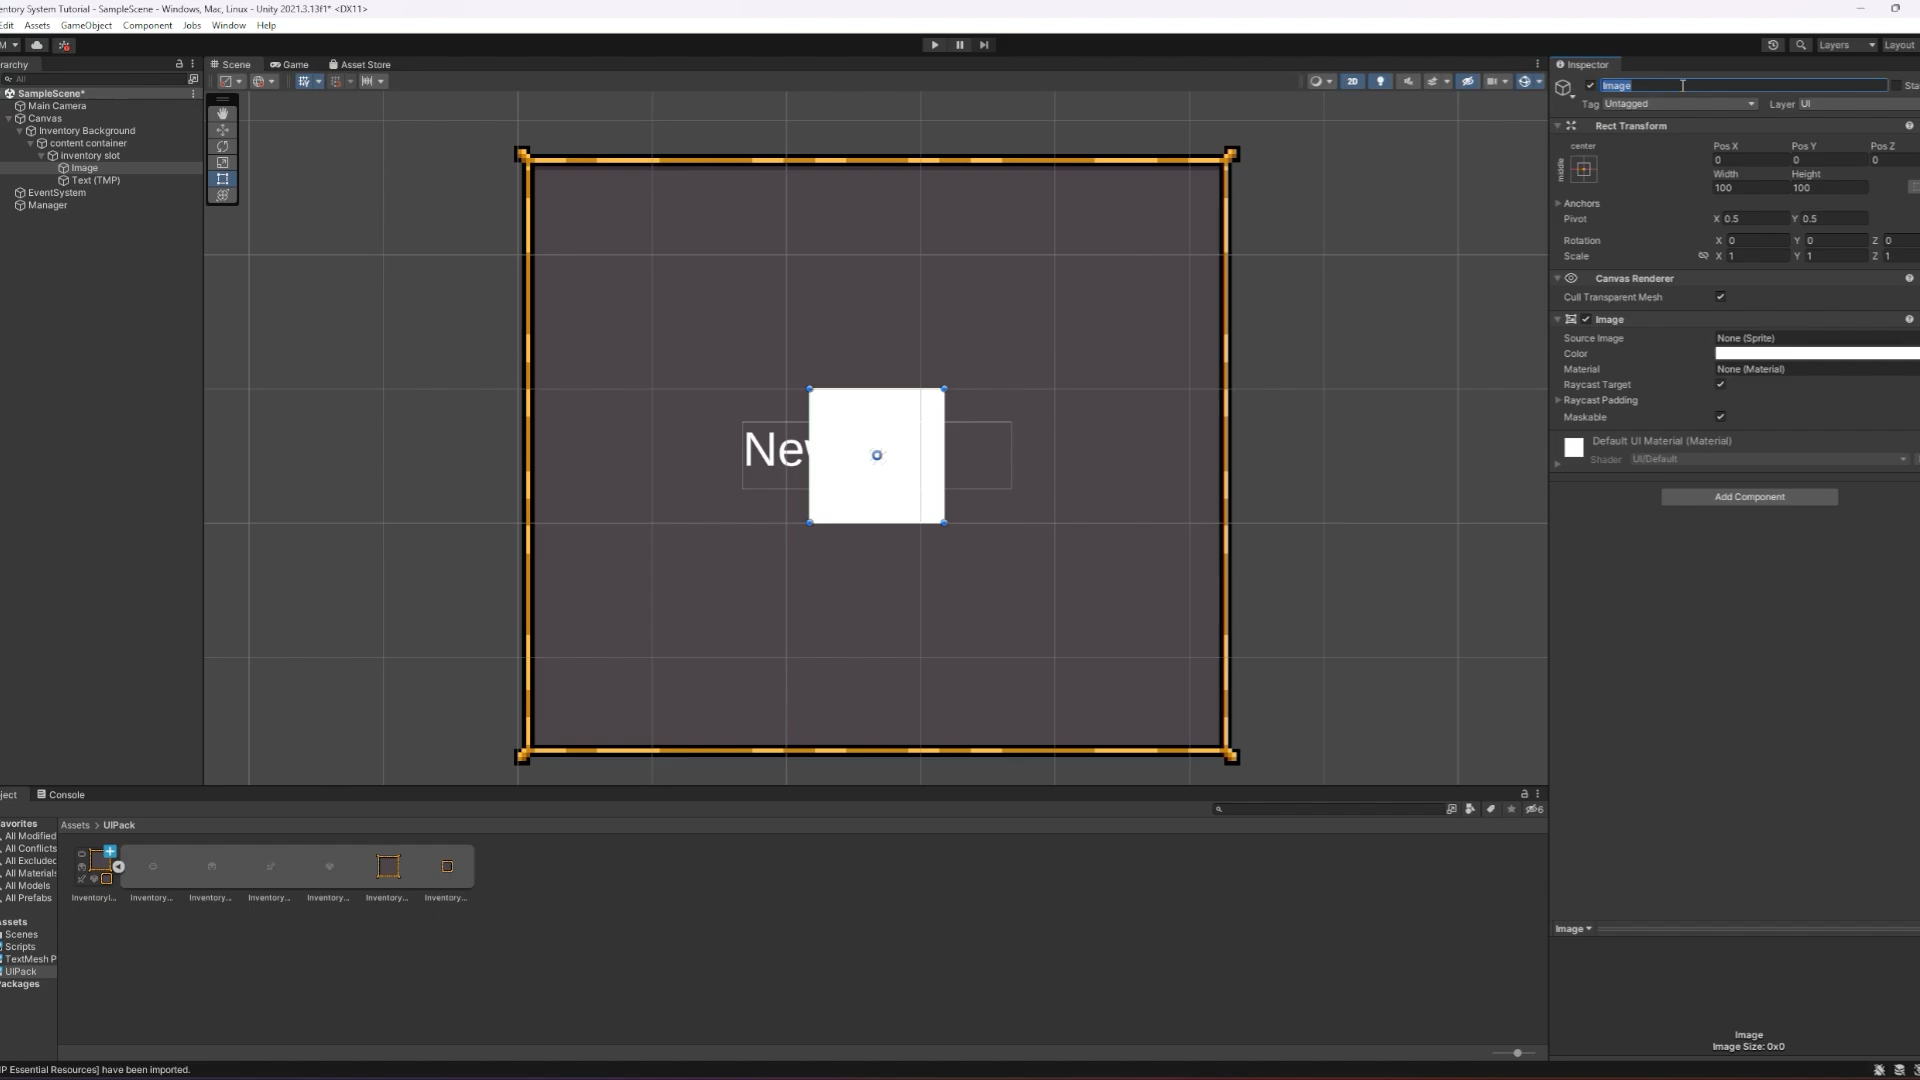 entory System Tutorial - SampleScene - Windows, Mac, Linux - Unity 2021.3.13f1* <DX11>
Edit Assets GameObject Component Jobs Window Help
M Layers Layout
rarchy
Scene Game Asset Store
Inspector
All
2D
Image Sta
Tag Untagged Layer UI
SampleScene*
Main Camera
Canvas
Inventory Background
content container
inventory slot
Image
Text (TMP)
EventSystem
Manager
New
Rect Transform
center
middle
Pos X Pos Y Pos Z
0 0 0
Width Height
100 100
Anchors
Pivot X 0.5 Y 0.5
Rotation X 0 Y 0 Z 0
Scale X 1 Y 1 Z 1
Canvas Renderer
Cull Transparent Mesh
Image
Source Image None (Sprite)
Color
Material None (Material)
Raycast Target
Raycast Padding
Maskable
Default UI Material (Material)
Shader UI/Default
Add Component
ject Console
6
avorites
All Modified
All Conflicts
All Excluded
All Materials
All Models
All Prefabs
Assets > UIPack
InventoryI... Inventory... Inventory... Inventory... Inventory... Inventory... Inventory...
ssets
Scenes
Scripts
TextMesh P
UIPack
ackages
Image
Image
Image Size: 0x0
IP Essential Resources] have been imported.